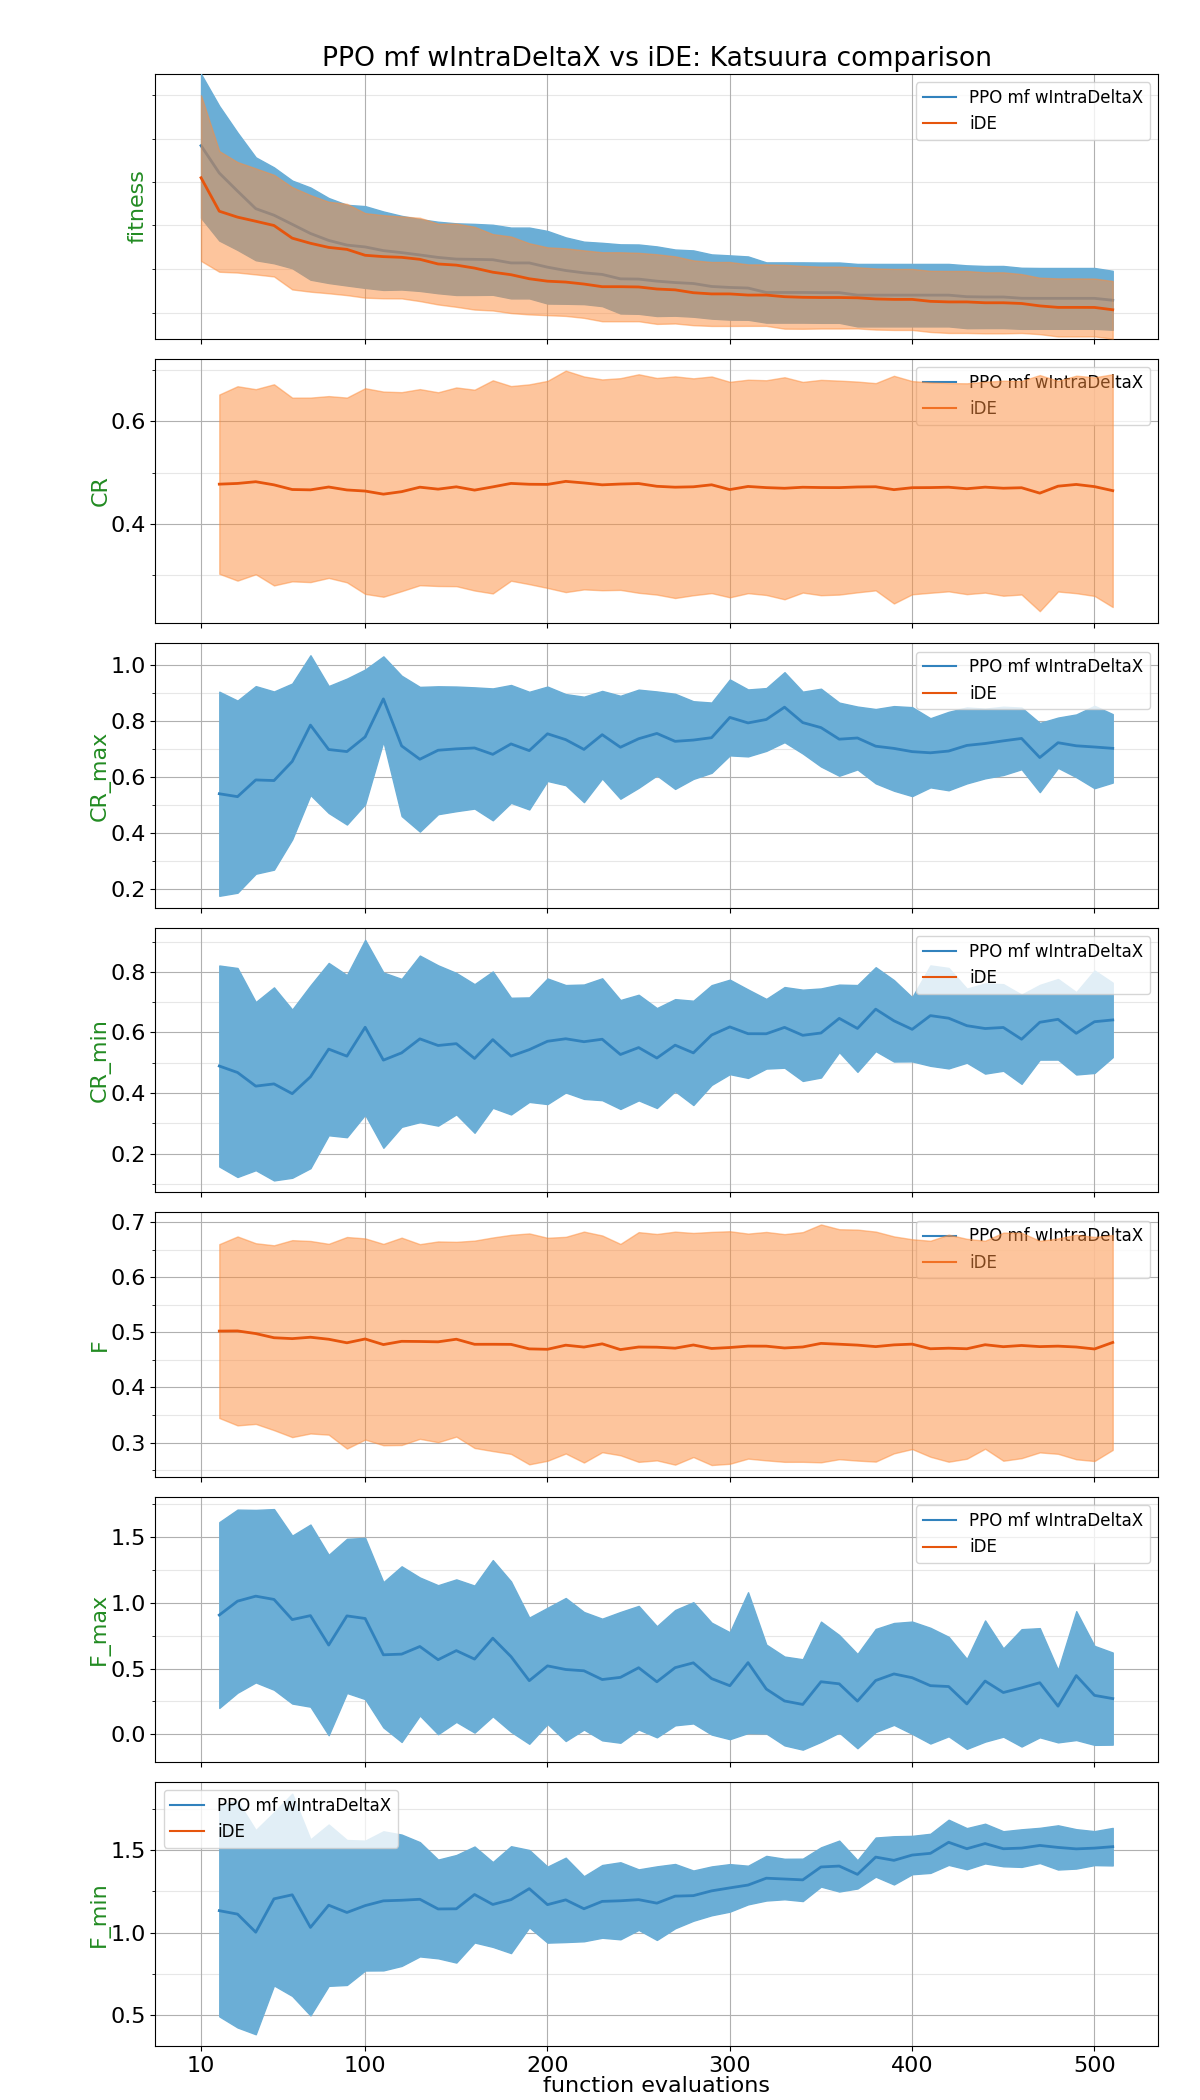 PPO mf wIntraDeltaX vs iDE: Katsuura comparison
fitness
PPO mf wIntraDeltaX
iDE
CR
0.6
0.4
PPO mf wIntraDeltaX
iDE
CR_max
1.0
0.8
0.6
0.4
0.2
PPO mf wIntraDeltaX
iDE
CR_min
0.8
0.6
0.4
0.2
PPO mf wIntraDeltaX
iDE
F
0.7
0.6
0.5
0.4
0.3
PPO mf wIntraDeltaX
iDE
F_max
1.5
1.0
0.5
0.0
PPO mf wIntraDeltaX
iDE
F_min
1.5
1.0
0.5
PPO mf wIntraDeltaX
iDE
10 100 200 300 400 500
function evaluations